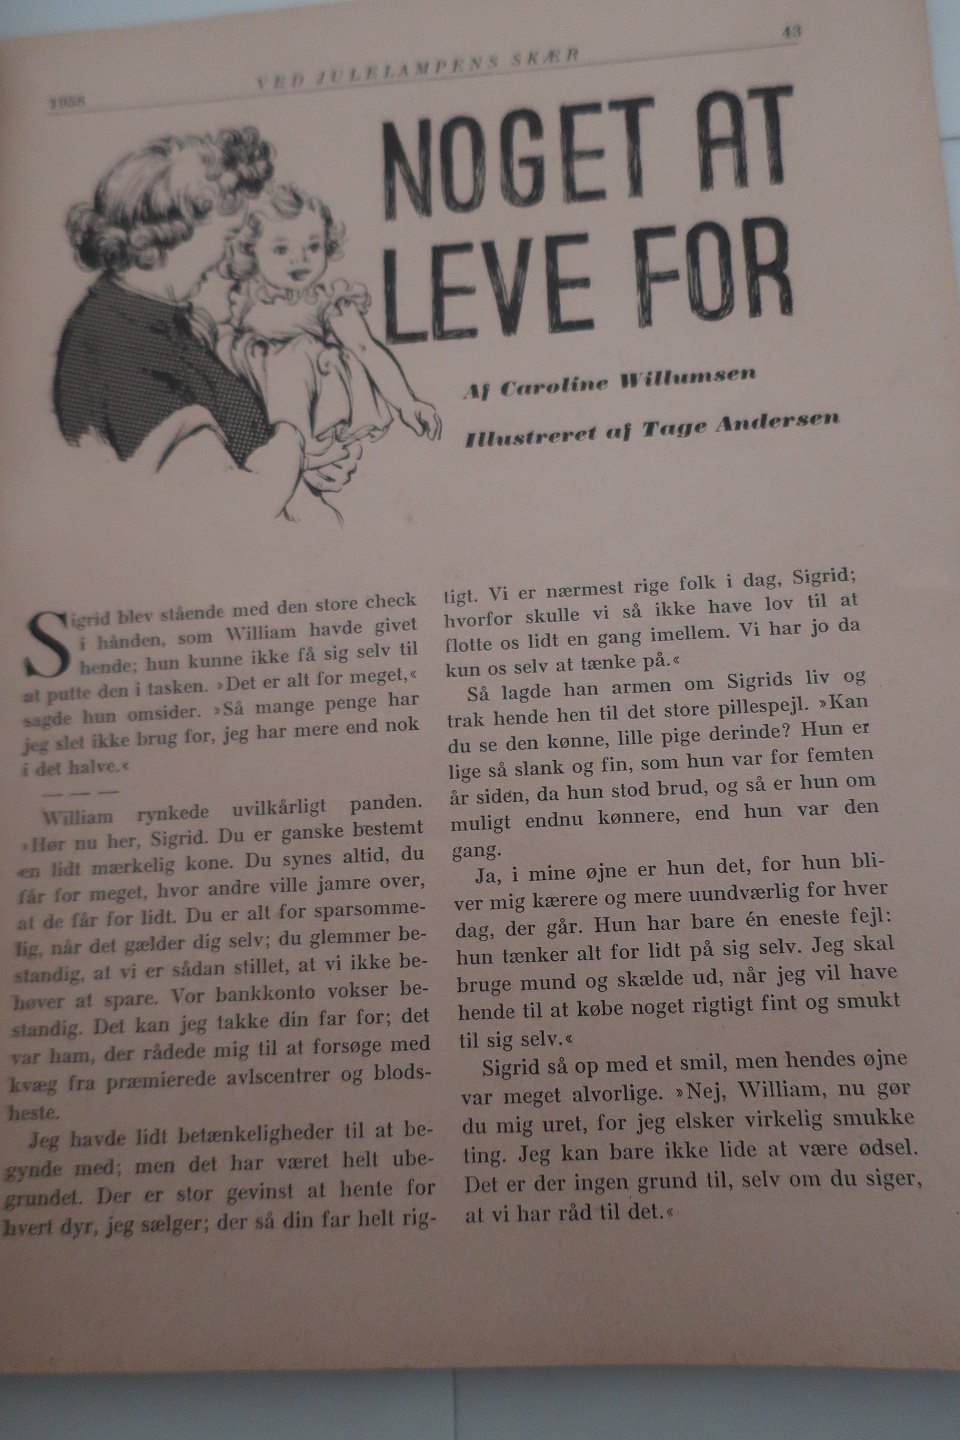 1958
VED JULELAMPENS SKÆR
43
NOGET AT
LEVE FOR
Af Caroline Willumsen
Illustreret af Tage Andersen
Sigrid blev stående med den store check
i hånden, som William havde givet
hende; hun kunne ikke få sig selv til
at putte den i tasken. »Det er alt for meget,«
sagde hun omsider. »Så mange penge har
jeg slet ikke brug for, jeg har mere end nok
i det halve.«
— — —
William rynkede uvilkårligt panden.
»Hør nu her, Sigrid. Du er ganske bestemt
en lidt mærkelig kone. Du synes altid, du
får for meget, hvor andre ville jamre over,
at de får for lidt. Du er alt for sparsomme-
lig, når det gælder dig selv; du glemmer be-
standig, at vi er sådan stillet, at vi ikke be-
høver at spare. Vor bankkonto vokser be-
standig. Det kan jeg takke din far for; det
var ham, der rådede mig til at forsøge med
kvæg fra præmierede avlscentrer og blods-
heste.
Jeg havde lidt betænkeligheder til at be-
gynde med; men det har været helt ube-
grundet. Der er stor gevinst at hente for
hvert dyr, jeg sælger; der så din far helt rig-
tigt. Vi er nærmest rige folk i dag, Sigrid;
hvorfor skulle vi så ikke have lov til at
flotte os lidt en gang imellem. Vi har jo da
kun os selv at tænke på.«
Så lagde han armen om Sigrids liv og
trak hende hen til det store pillespejl. »Kan
du se den kønne, lille pige derinde? Hun er
lige så slank og fin, som hun var for femten
år siden, da hun stod brud, og så er hun om
muligt endnu kønnere, end hun var den
gang.
Ja, i mine øjne er hun det, for hun bli-
ver mig kærere og mere uundværlig for hver
dag, der går. Hun har bare én eneste fejl:
hun tænker alt for lidt på sig selv. Jeg skal
bruge mund og skælde ud, når jeg vil have
hende til at købe noget rigtigt fint og smukt
til sig selv.«
Sigrid så op med et smil, men hendes øjne
var meget alvorlige. »Nej, William, nu gør
du mig uret, for jeg elsker virkelig smukke
ting. Jeg kan bare ikke lide at være ødsel.
Det er der ingen grund til, selv om du siger,
at vi har råd til det.«